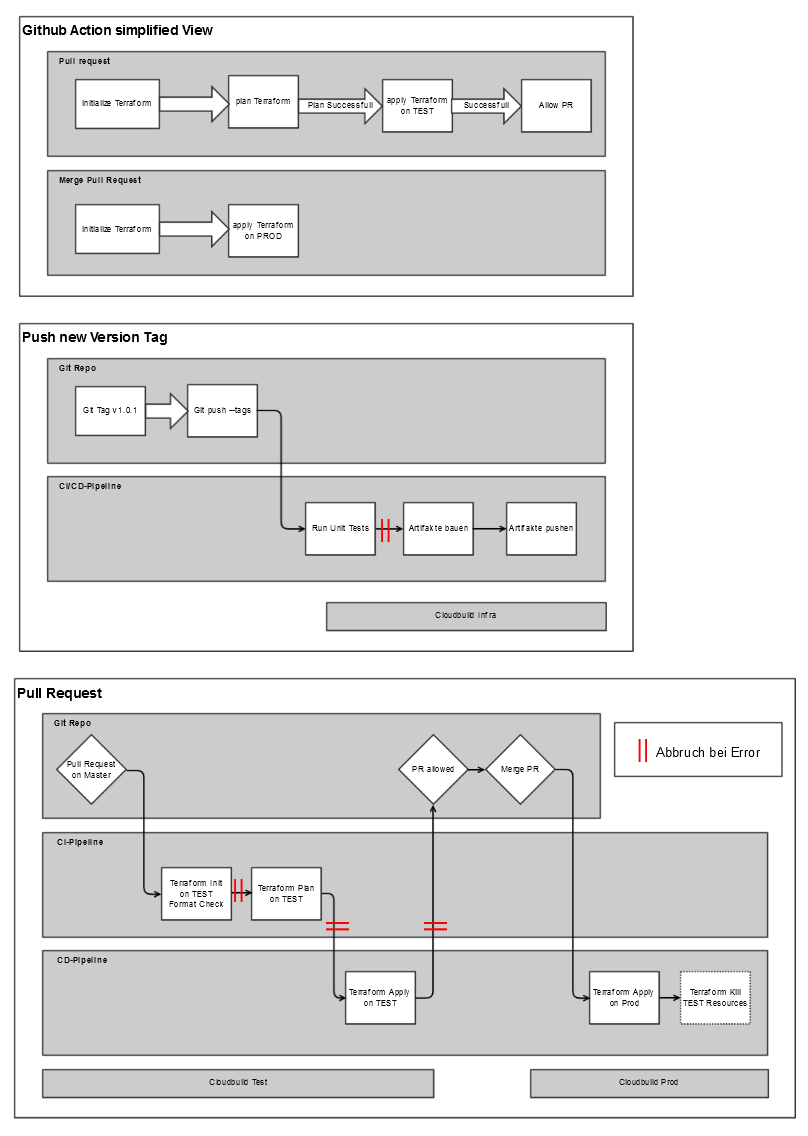 Github Action simplified View
Pull request
Initialize Terraform
plan Terraform
Plan Successfull
apply Terraform
on TEST
Successfull
Allow PR
Merge Pull Request
Initialize Terraform
apply Terraform
on PROD
Push new Version Tag
Git Repo
Git Tag v1.0.1
Git push --tags
CI/CD-Pipeline
Run Unit Tests
Artifakte bauen
Artifakte pushen
Cloudbuild Infra
Pull Request
Git Repo
Pull Request
on Master
PR allowed
Merge PR
Abbruch bei Error
CI-Pipeline
Terraform Init
on TEST
Format Check
Terraform Plan
on TEST
CD-Pipeline
Terraform Apply
on TEST
Terraform Apply
on Prod
Terraform Kill
TEST Resources
Cloudbuild Test
Cloudbuild Prod